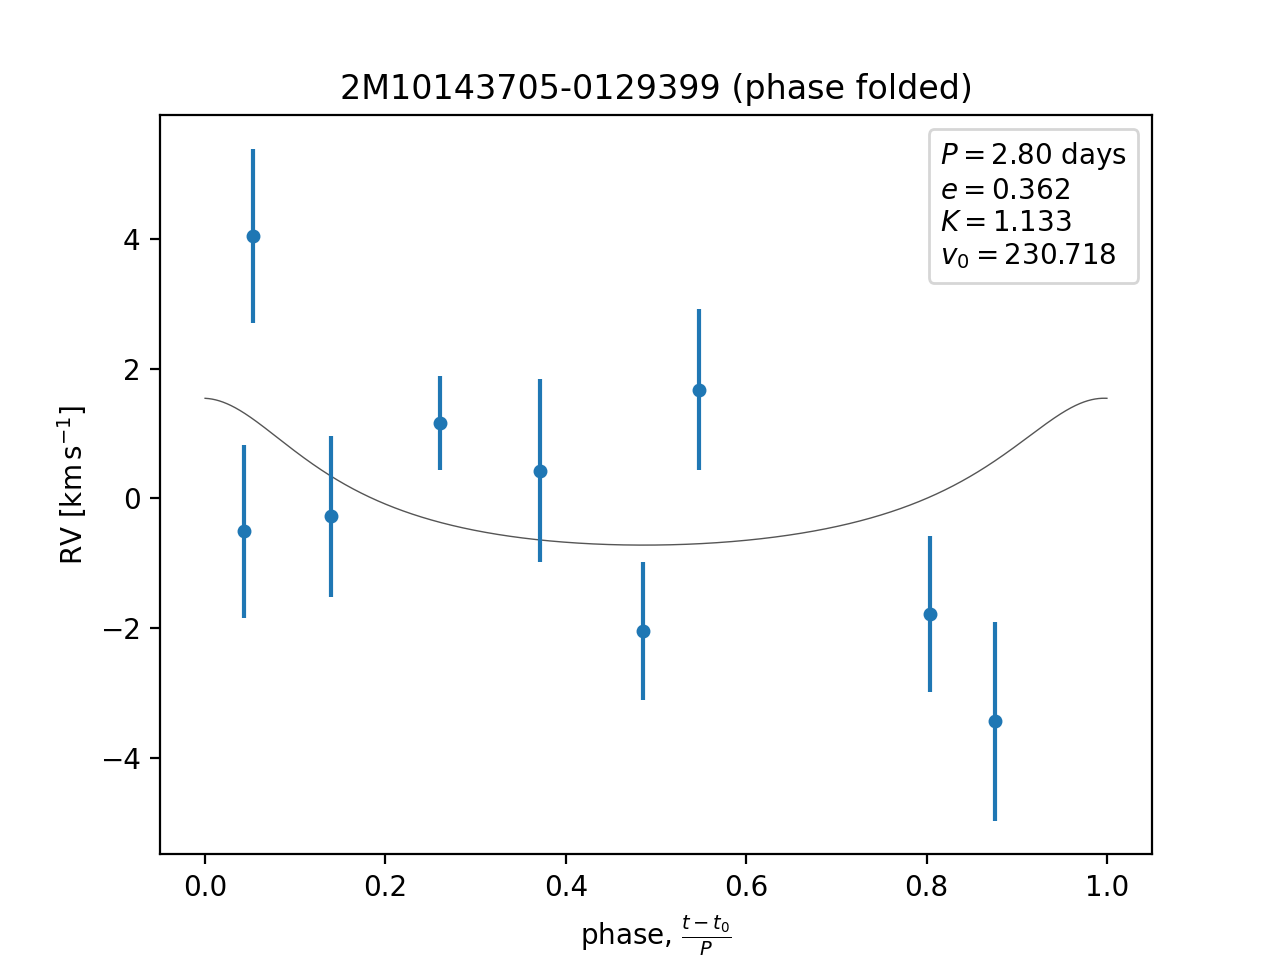 2M10143705-0129399 (phase folded)
P = 2.80 days
e = 0.362
K = 1.133
v₀ = 230.718
RV [km s⁻¹]
4
2
0
−2
−4
0.0 0.2 0.4 0.6 0.8 1.0
phase, (t − t₀)/P